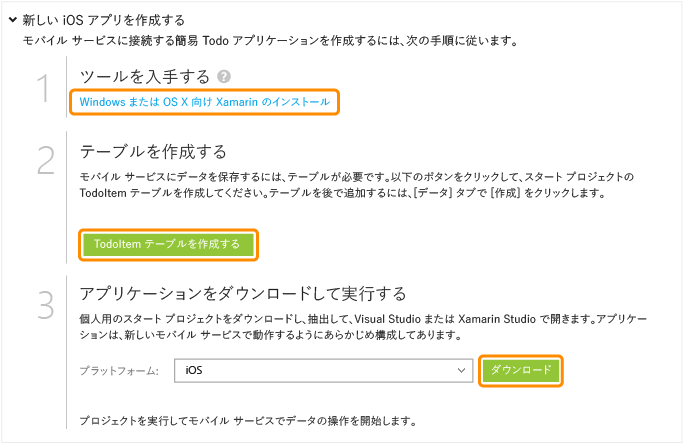 新しい iOS アプリを作成する
モバイル サービスに接続する簡易 Todo アプリケーションを作成するには、次の手順に従います。
1
ツールを入手する ?
Windows または OS X 向け Xamarin のインストール
2
テーブルを作成する
モバイル サービスにデータを保存するには、テーブルが必要です。以下のボタンをクリックして、スタート プロジェクトの
TodoItem テーブルを作成してください。テーブルを後で追加するには、[データ] タブで [作成] をクリックします。
TodoItem テーブルを作成する
3
アプリケーションをダウンロードして実行する
個人用のスタート プロジェクトをダウンロードし、抽出して、Visual Studio または Xamarin Studio で開きます。アプリケー
ションは、新しいモバイル サービスで動作するようにあらかじめ構成してあります。
プラットフォーム: iOS ダウンロード
プロジェクトを実行してモバイル サービスでデータの操作を開始します。